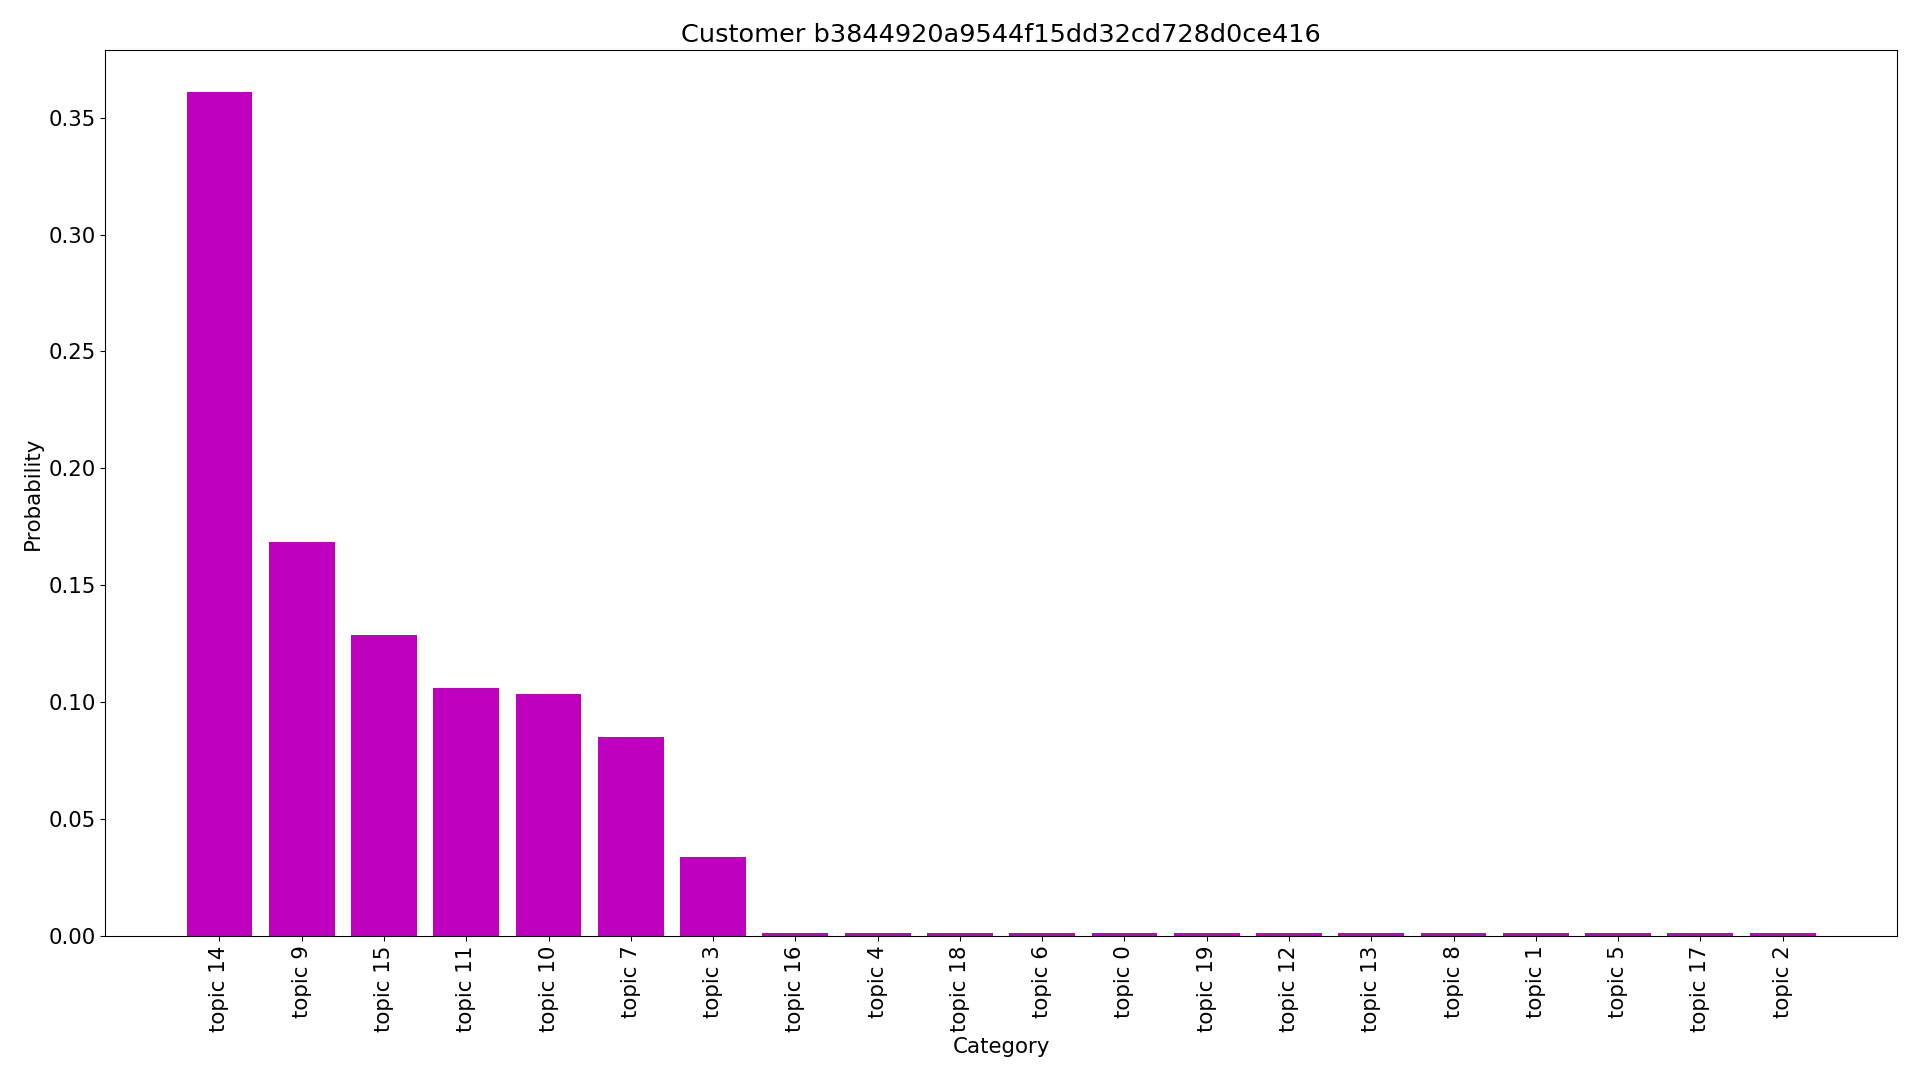 Customer b3844920a9544f15dd32cd728d0ce416
Probability
0.35
0.30
0.25
0.20
0.15
0.10
0.05
0.00
topic 14
topic 9
topic 15
topic 11
topic 10
topic 7
topic 3
topic 16
topic 4
topic 18
topic 6
topic 0
topic 19
topic 12
topic 13
topic 8
topic 1
topic 5
topic 17
topic 2
Category